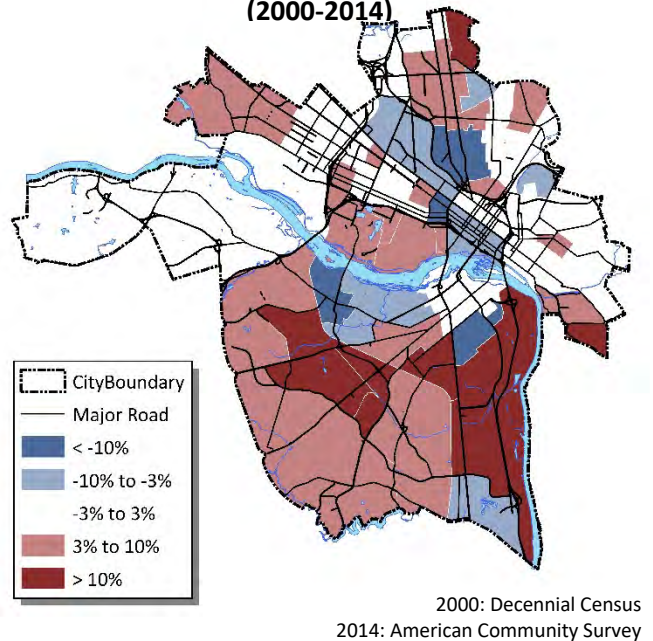 (2000-2014)
CityBoundary
Major Road
< -10%
-10% to -3%
-3% to 3%
3% to 10%
> 10%
2000: Decennial Census
2014: American Community Survey